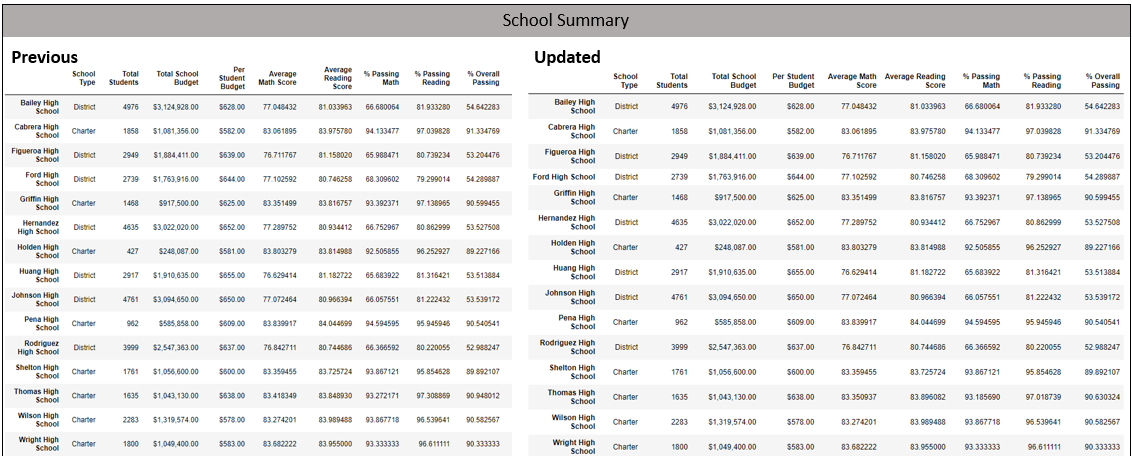 School Summary
Previous
School Type Total Students Total School Budget Per Student Budget Average Math Score Average Reading Score % Passing Math % Passing Reading % Overall Passing
Bailey High School District 4976 $3,124,928.00 $628.00 77.048432 81.033963 66.680064 81.933280 54.642283
Cabrera High School Charter 1858 $1,081,356.00 $582.00 83.061895 83.975780 94.133477 97.039828 91.334769
Figueroa High School District 2949 $1,884,411.00 $639.00 76.711767 81.158020 65.988471 80.739234 53.204476
Ford High School District 2739 $1,763,916.00 $644.00 77.102592 80.746258 68.309602 79.299014 54.289887
Griffin High School Charter 1468 $917,500.00 $625.00 83.351499 83.816757 93.392371 97.138965 90.599455
Hernandez High School District 4635 $3,022,020.00 $652.00 77.289752 80.934412 66.752967 80.862999 53.527508
Holden High School Charter 427 $248,087.00 $581.00 83.803279 83.814988 92.505855 96.252927 89.227166
Huang High School District 2917 $1,910,635.00 $655.00 76.629414 81.182722 65.683922 81.316421 53.513884
Johnson High School District 4761 $3,094,650.00 $650.00 77.072464 80.966394 66.057551 81.222432 53.539172
Pena High School Charter 962 $585,858.00 $609.00 83.839917 84.044699 94.594595 95.945946 90.540541
Rodriguez High School District 3999 $2,547,363.00 $637.00 76.842711 80.744686 66.366592 80.220055 52.988247
Shelton High School Charter 1761 $1,056,600.00 $600.00 83.359455 83.725724 93.867121 95.854628 89.892107
Thomas High School Charter 1635 $1,043,130.00 $638.00 83.418349 83.848930 93.272171 97.308869 90.948012
Wilson High School Charter 2283 $1,319,574.00 $578.00 83.274201 83.989488 93.867718 96.539641 90.582567
Wright High School Charter 1800 $1,049,400.00 $583.00 83.682222 83.955000 93.333333 96.611111 90.333333
Updated
School Type Total Students Total School Budget Per Student Budget Average Math Score Average Reading Score % Passing Math % Passing Reading % Overall Passing
Bailey High School District 4976 $3,124,928.00 $628.00 77.048432 81.033963 66.680064 81.933280 54.642283
Cabrera High School Charter 1858 $1,081,356.00 $582.00 83.061895 83.975780 94.133477 97.039828 91.334769
Figueroa High School District 2949 $1,884,411.00 $639.00 76.711767 81.158020 65.988471 80.739234 53.204476
Ford High School District 2739 $1,763,916.00 $644.00 77.102592 80.746258 68.309602 79.299014 54.289887
Griffin High School Charter 1468 $917,500.00 $625.00 83.351499 83.816757 93.392371 97.138965 90.599455
Hernandez High School District 4635 $3,022,020.00 $652.00 77.289752 80.934412 66.752967 80.862999 53.527508
Holden High School Charter 427 $248,087.00 $581.00 83.803279 83.814988 92.505855 96.252927 89.227166
Huang High School District 2917 $1,910,635.00 $655.00 76.629414 81.182722 65.683922 81.316421 53.513884
Johnson High School District 4761 $3,094,650.00 $650.00 77.072464 80.966394 66.057551 81.222432 53.539172
Pena High School Charter 962 $585,858.00 $609.00 83.839917 84.044699 94.594595 95.945946 90.540541
Rodriguez High School District 3999 $2,547,363.00 $637.00 76.842711 80.744686 66.366592 80.220055 52.988247
Shelton High School Charter 1761 $1,056,600.00 $600.00 83.359455 83.725724 93.867121 95.854628 89.892107
Thomas High School Charter 1635 $1,043,130.00 $638.00 83.350937 83.896082 93.185690 97.018739 90.630324
Wilson High School Charter 2283 $1,319,574.00 $578.00 83.274201 83.989488 93.867718 96.539641 90.582567
Wright High School Charter 1800 $1,049,400.00 $583.00 83.682222 83.955000 93.333333 96.611111 90.333333